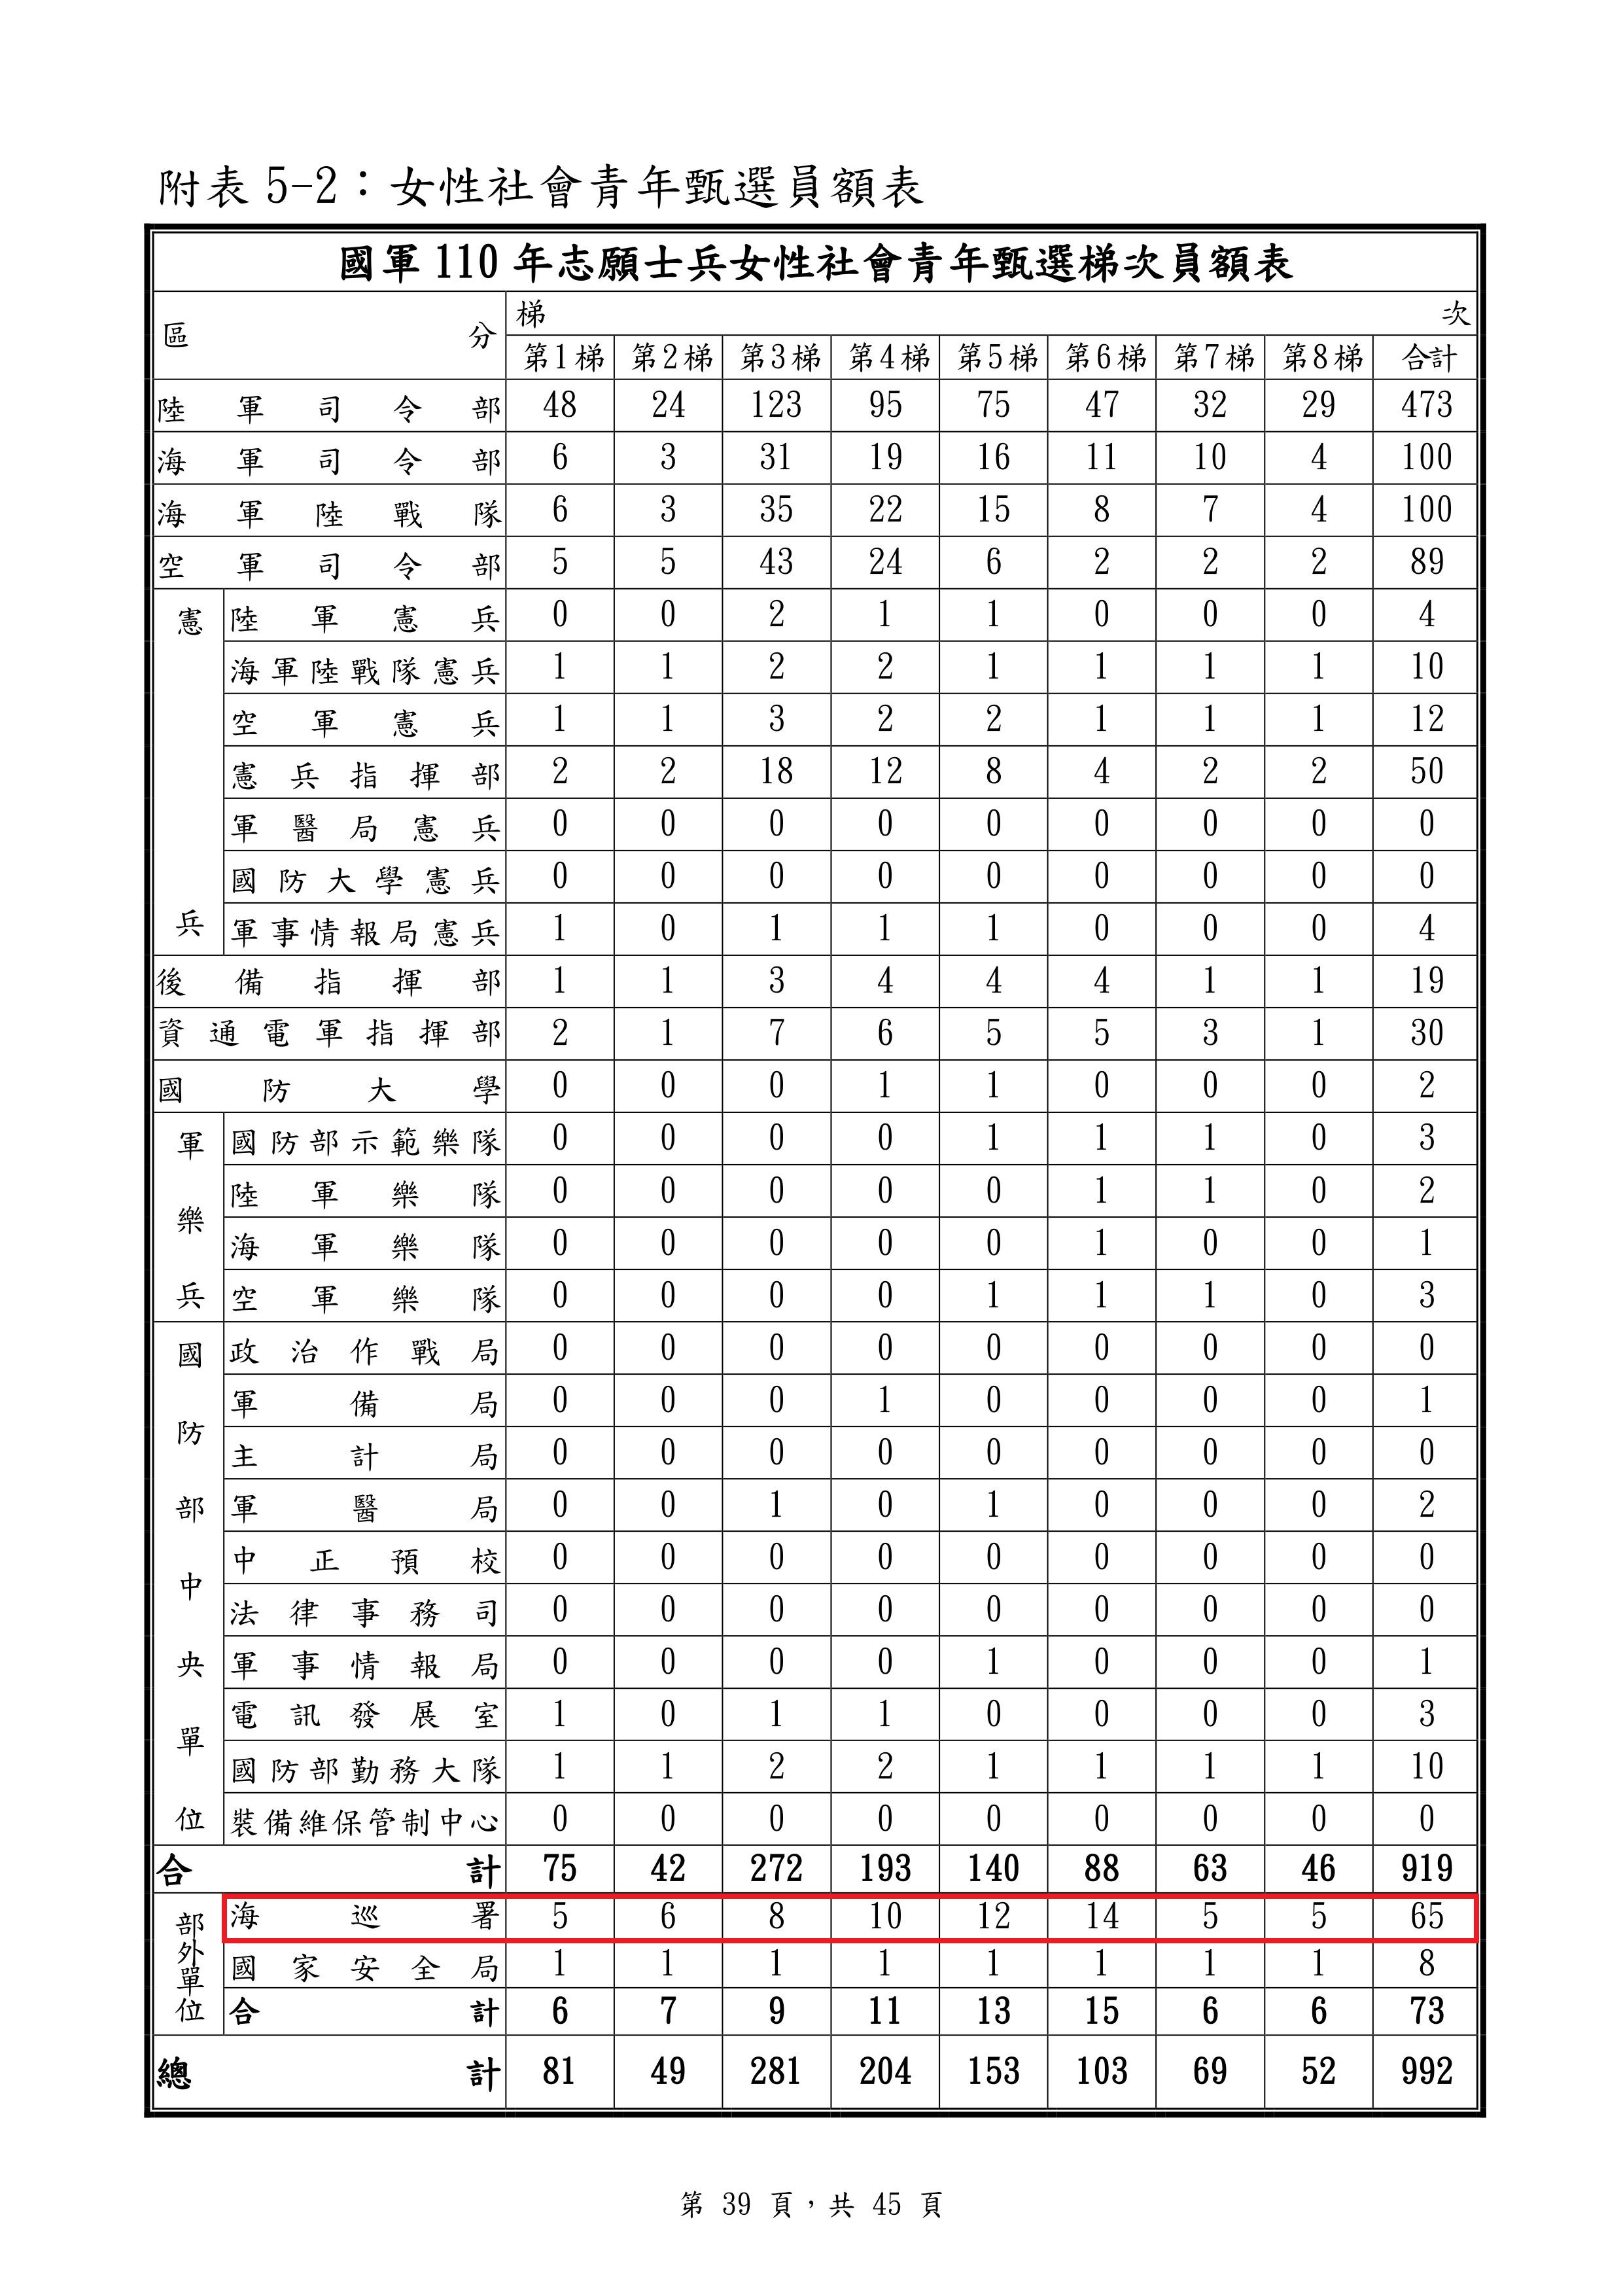 附表 5-2：女性社會青年甄選員額表
國軍 110 年志願士兵女性社會青年甄選梯次員額表
區分 梯次
第1梯 第2梯 第3梯 第4梯 第5梯 第6梯 第7梯 第8梯 合計
陸軍司令部 48 24 123 95 75 47 32 29 473
海軍司令部 6 3 31 19 16 11 10 4 100
海軍陸戰隊 6 3 35 22 15 8 7 4 100
空軍司令部 5 5 43 24 6 2 2 2 89
憲兵
陸軍憲兵 0 0 2 1 1 0 0 0 4
海軍陸戰隊憲兵 1 1 2 2 1 1 1 1 10
空軍憲兵 1 1 3 2 2 1 1 1 12
憲兵指揮部 2 2 18 12 8 4 2 2 50
軍醫局憲兵 0 0 0 0 0 0 0 0 0
國防大學憲兵 0 0 0 0 0 0 0 0 0
軍事情報局憲兵 1 0 1 1 1 0 0 0 4
後備指揮部 1 1 3 4 4 4 1 1 19
資通電軍指揮部 2 1 7 6 5 5 3 1 30
國防大學 0 0 0 1 1 0 0 0 2
軍樂兵
國防部示範樂隊 0 0 0 0 1 1 1 0 3
陸軍樂隊 0 0 0 0 0 1 1 0 2
海軍樂隊 0 0 0 0 0 1 0 0 1
空軍樂隊 0 0 0 0 1 1 1 0 3
國防部中央單位
政治作戰局 0 0 0 0 0 0 0 0 0
軍備局 0 0 0 1 0 0 0 0 1
主計局 0 0 0 0 0 0 0 0 0
軍醫局 0 0 1 0 1 0 0 0 2
中正預校 0 0 0 0 0 0 0 0 0
法律事務司 0 0 0 0 0 0 0 0 0
軍事情報局 0 0 0 0 1 0 0 0 1
電訊發展室 1 0 1 1 0 0 0 0 3
國防部勤務大隊 1 1 2 2 1 1 1 1 10
裝備維保管制中心 0 0 0 0 0 0 0 0 0
合計 75 42 272 193 140 88 63 46 919
部外單位
海巡署 5 6 8 10 12 14 5 5 65
國家安全局 1 1 1 1 1 1 1 1 8
合計 6 7 9 11 13 15 6 6 73
總計 81 49 281 204 153 103 69 52 992
第 39 頁，共 45 頁